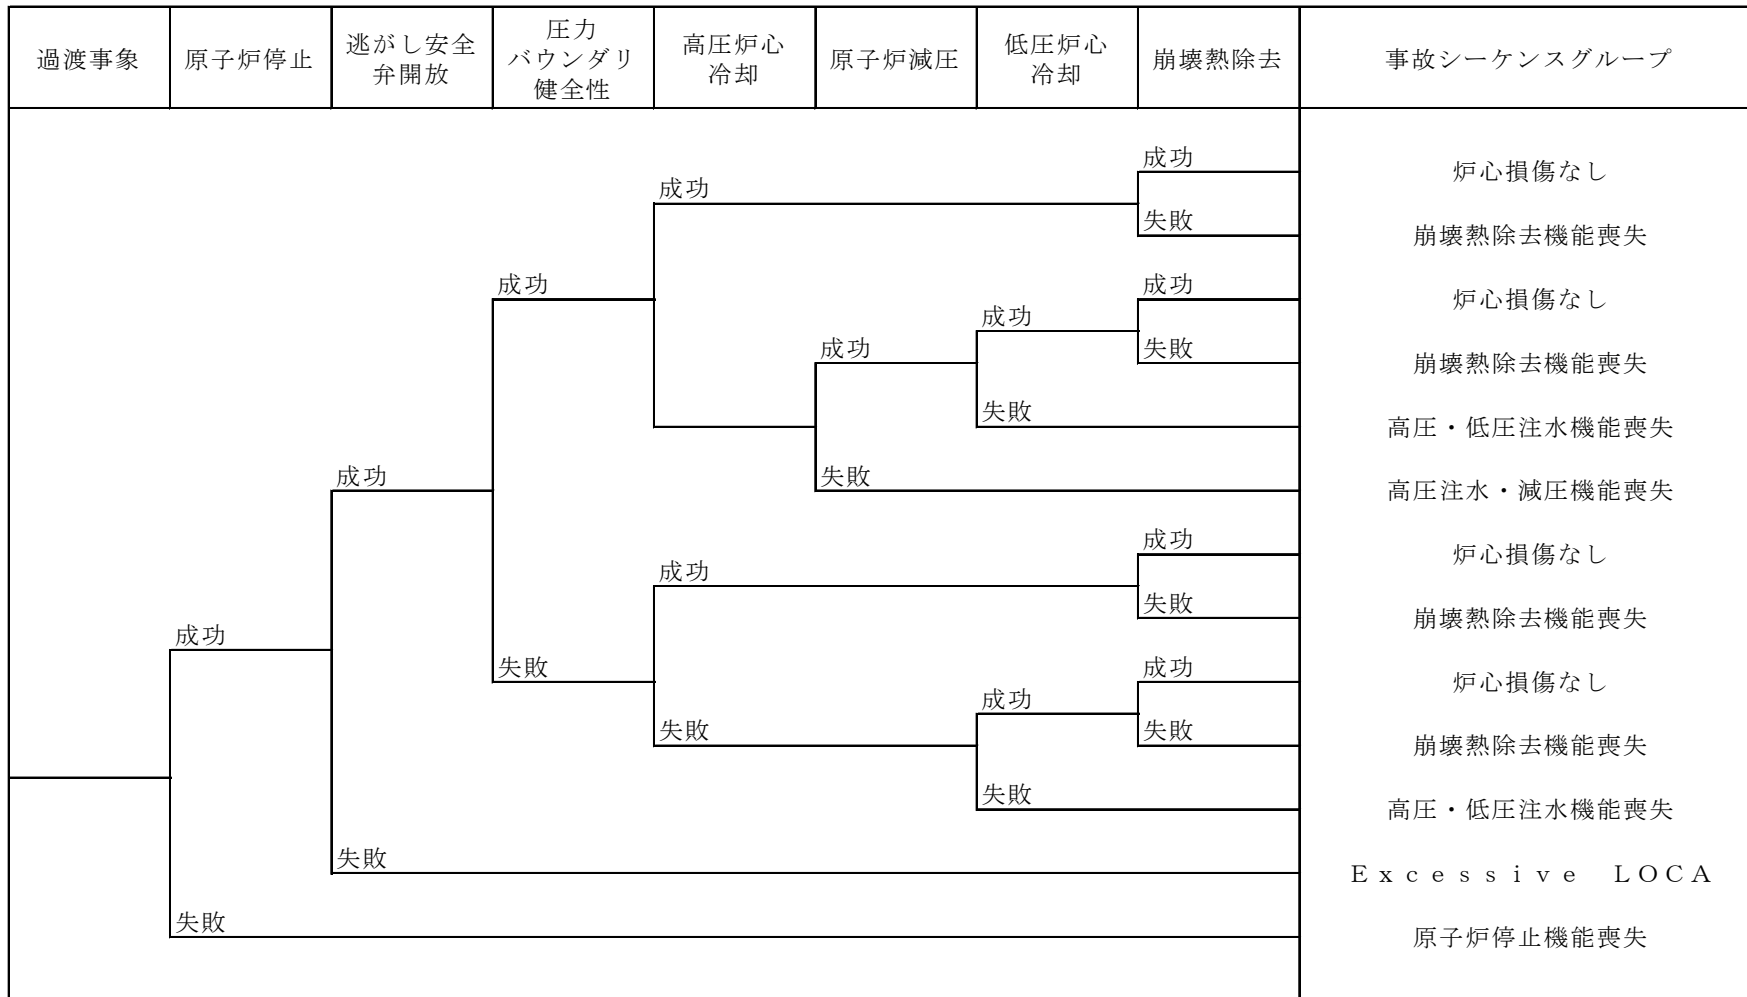 過渡事象
原子炉停止
逃がし安全
弁開放
圧力
バウンダリ
健全性
高圧炉心
冷却
原子炉減圧
低圧炉心
冷却
崩壊熱除去
事故シーケンスグループ
成功
炉心損傷なし
成功
失敗
崩壊熱除去機能喪失
成功
成功
炉心損傷なし
成功
成功
失敗
崩壊熱除去機能喪失
失敗
高圧・低圧注水機能喪失
成功
失敗
高圧注水・減圧機能喪失
成功
炉心損傷なし
成功
失敗
崩壊熱除去機能喪失
成功
失敗
成功
炉心損傷なし
成功
失敗
失敗
崩壊熱除去機能喪失
失敗
高圧・低圧注水機能喪失
失敗
Ｅｘｃｅｓｓｉｖｅ　ＬＯＣＡ
失敗
原子炉停止機能喪失